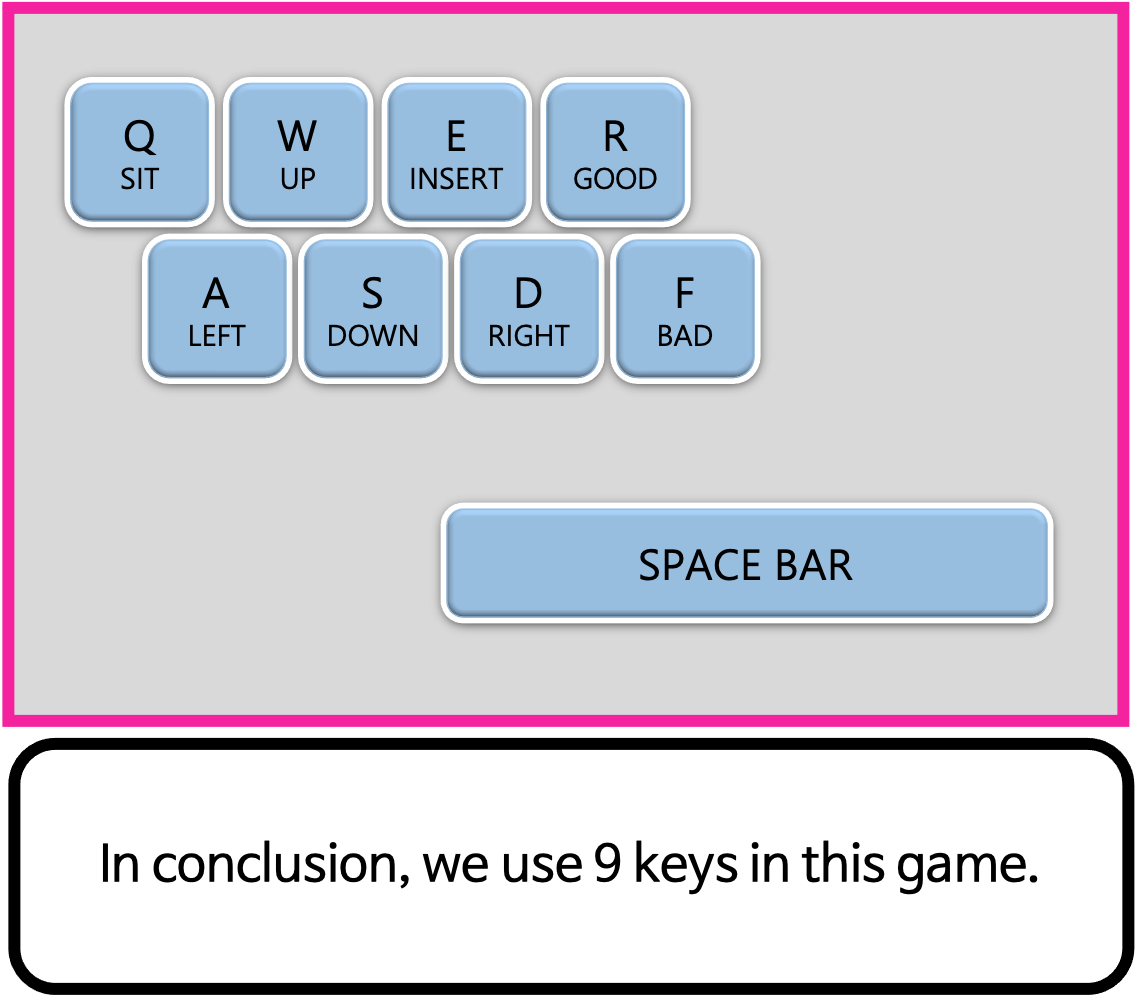 Q
SIT
W
UP
E
INSERT
R
GOOD
A
LEFT
S
DOWN
D
RIGHT
F
BAD
SPACE BAR
In conclusion, we use 9 keys in this game.